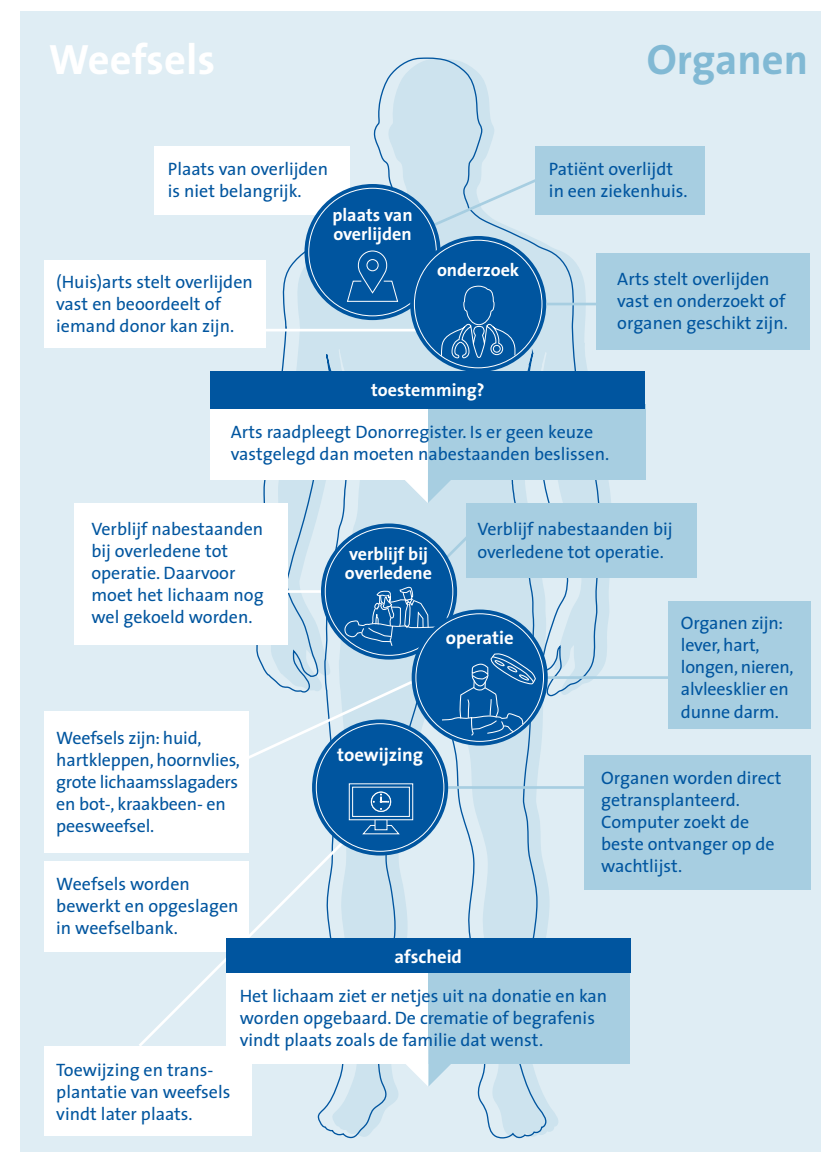 Weefsels
Organen
Plaats van overlijden
is niet belangrijk.
Patiënt overlijdt
in een ziekenhuis.
plaats van
overlijden
(Huis)arts stelt overlijden
vast en beoordeelt of
iemand donor kan zijn.
onderzoek
Arts stelt overlijden
vast en onderzoekt of
organen geschikt zijn.
toestemming?
Arts raadpleegt Donorregister. Is er geen keuze
vastgelegd dan moeten nabestaanden beslissen.
Verblijf nabestaanden
bij overledene tot
operatie. Daarvoor
moet het lichaam nog
wel gekoeld worden.
verblijf bij
overledene
Verblijf nabestaanden bij
overledene tot operatie.
operatie
Organen zijn:
lever, hart,
longen, nieren,
alvleesklier en
dunne darm.
Weefsels zijn: huid,
hartkleppen, hoornvlies,
grote lichaamsslagaders
en bot-, kraakbeen- en
peesweefsel.
toewijzing
Organen worden direct
getransplanteerd.
Computer zoekt de
beste ontvanger op de
wachtlijst.
Weefsels worden
bewerkt en opgeslagen
in weefselbank.
afscheid
Het lichaam ziet er netjes uit na donatie en kan
worden opgebaard. De crematie of begrafenis
vindt plaats zoals de familie dat wenst.
Toewijzing en trans-
plantatie van weefsels
vindt later plaats.